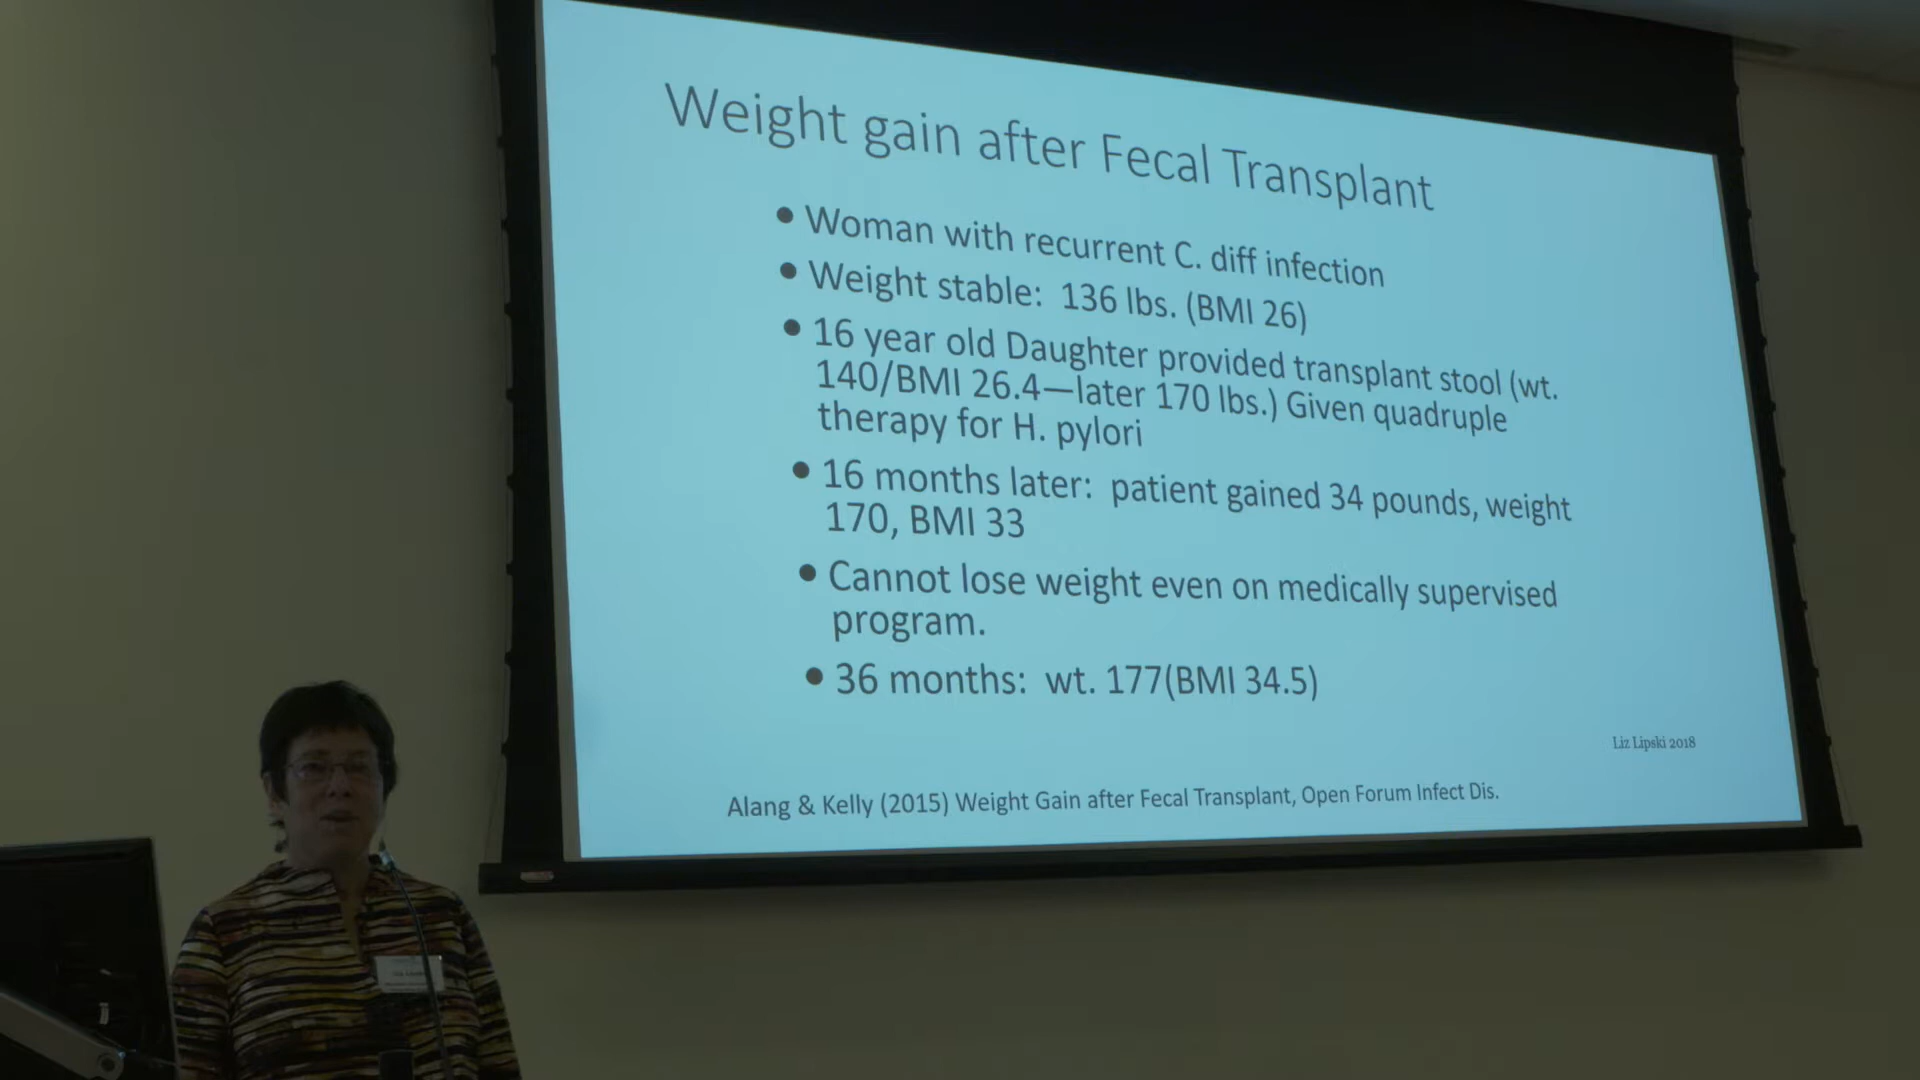 Weight gain after Fecal Transplant
• Woman with recurrent C. diff infection
• Weight stable:  136 lbs. (BMI 26)
• 16 year old Daughter provided transplant stool (wt.
140/BMI 26.4—later 170 lbs.) Given quadruple
therapy for H. pylori
• 16 months later:  patient gained 34 pounds, weight
170, BMI 33
• Cannot lose weight even on medically supervised
program.
• 36 months:  wt. 177(BMI 34.5)
Liz Lipski 2018
Alang & Kelly (2015) Weight Gain after Fecal Transplant, Open Forum Infect Dis.